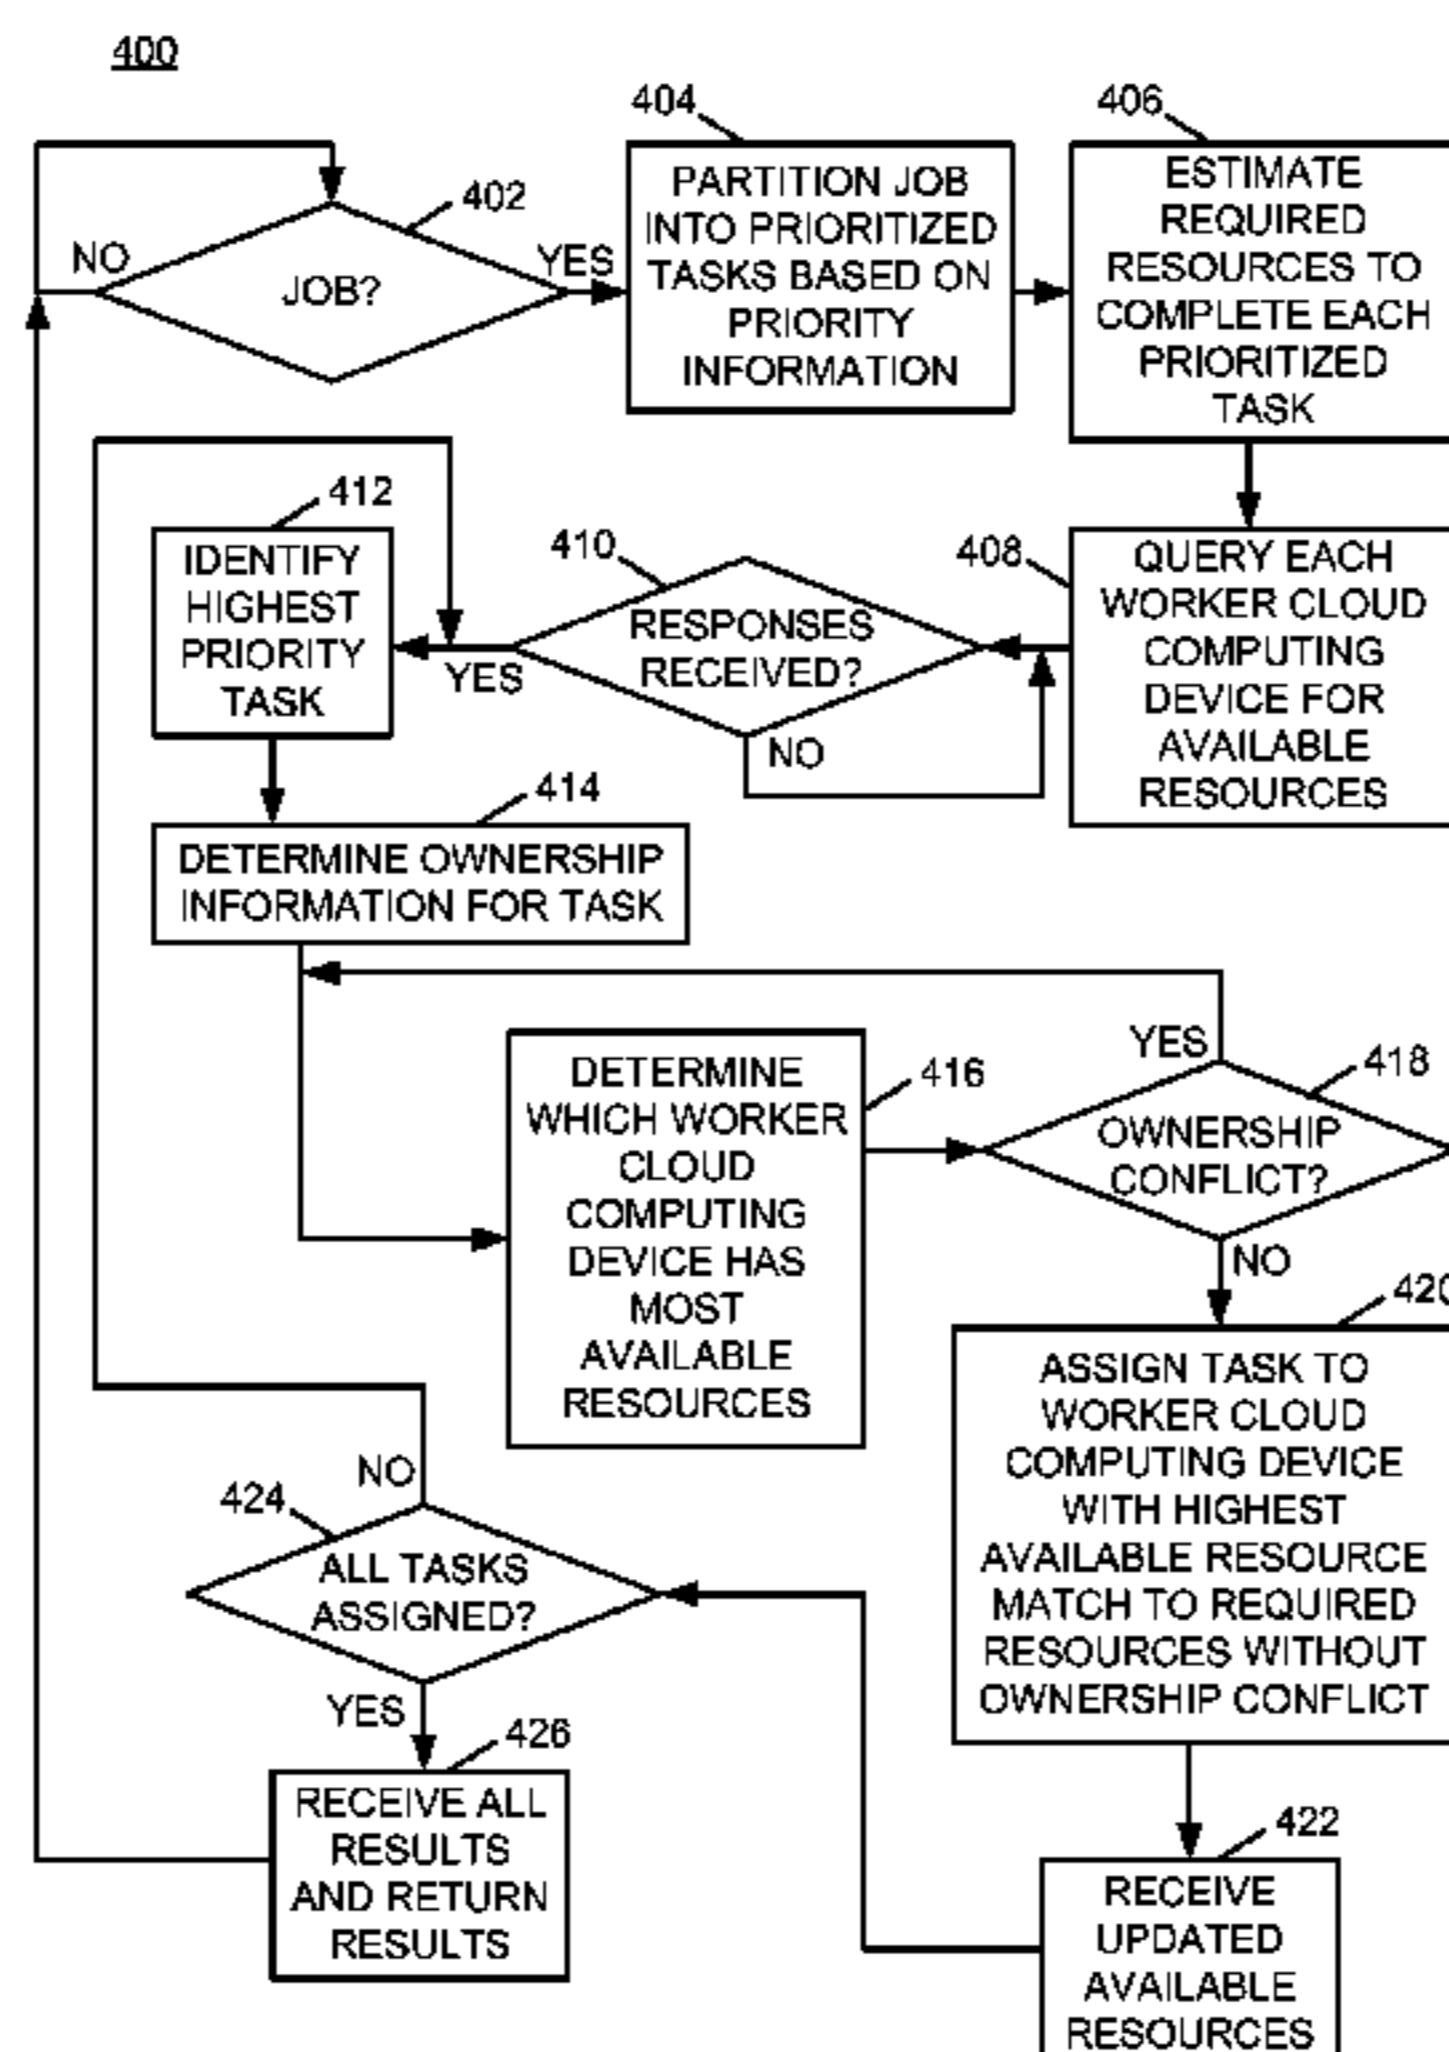 400
402
JOB?
NO
YES
404
PARTITION JOB
INTO PRIORITIZED
TASKS BASED ON
PRIORITY
INFORMATION
406
ESTIMATE
REQUIRED
RESOURCES TO
COMPLETE EACH
PRIORITIZED
TASK
408
QUERY EACH
WORKER CLOUD
COMPUTING
DEVICE FOR
AVAILABLE
RESOURCES
410
RESPONSES
RECEIVED?
YES
NO
412
IDENTIFY
HIGHEST
PRIORITY
TASK
414
DETERMINE OWNERSHIP
INFORMATION FOR TASK
416
DETERMINE
WHICH WORKER
CLOUD
COMPUTING
DEVICE HAS
MOST
AVAILABLE
RESOURCES
418
OWNERSHIP
CONFLICT?
YES
NO
420
ASSIGN TASK TO
WORKER CLOUD
COMPUTING DEVICE
WITH HIGHEST
AVAILABLE RESOURCE
MATCH TO REQUIRED
RESOURCES WITHOUT
OWNERSHIP CONFLICT
422
RECEIVE
UPDATED
AVAILABLE
RESOURCES
424
ALL TASKS
ASSIGNED?
NO
YES
426
RECEIVE ALL
RESULTS
AND RETURN
RESULTS